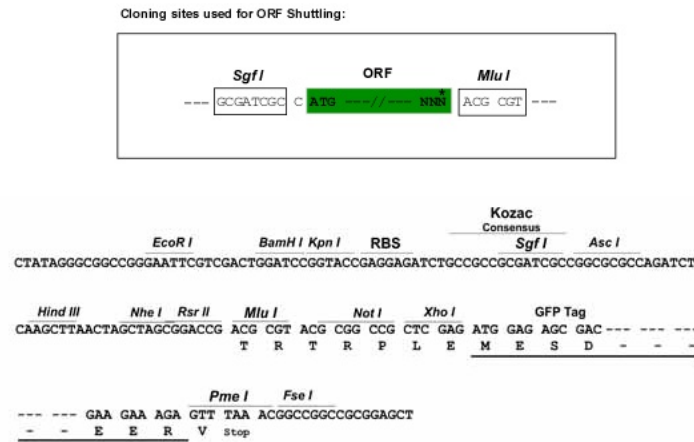 Cloning sites used for ORF Shuttling:
Sgf I ORF Mlu I
--- GCGATCGC C ATG ---//--- NNN* ACG CGT ---
Kozac
Consensus
EcoR I BamH I Kpn I RBS Sgf I Asc I
CTATAGGGCGGCCGGGAATTCGTCGACTGGATCCGGTACCGAGGAGATCTGCCGCCGCGATCGCCGGCGCGCCAGATCT
Hind III Nhe I Rsr II Mlu I Not I Xho I GFP Tag
CAAGCTTAACTAGCTAGCGGACCG ACG CGT ACG CGG CCG CTC GAG ATG GAG AGC GAC --- --- ---
T R T R P L E M E S D - - -
Pme I Fse I
--- --- GAA GAA AGA GTT TAA ACGGCCGGCCGCGGAGCT
- - E E R V Stop